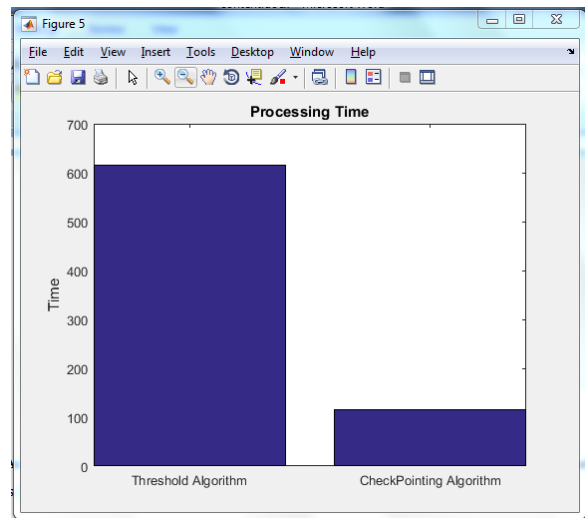 Figure 5
File Edit View Insert Tools Desktop Window Help
Processing Time
700
600
500
400
300
200
100
0
Time
Threshold Algorithm CheckPointing Algorithm